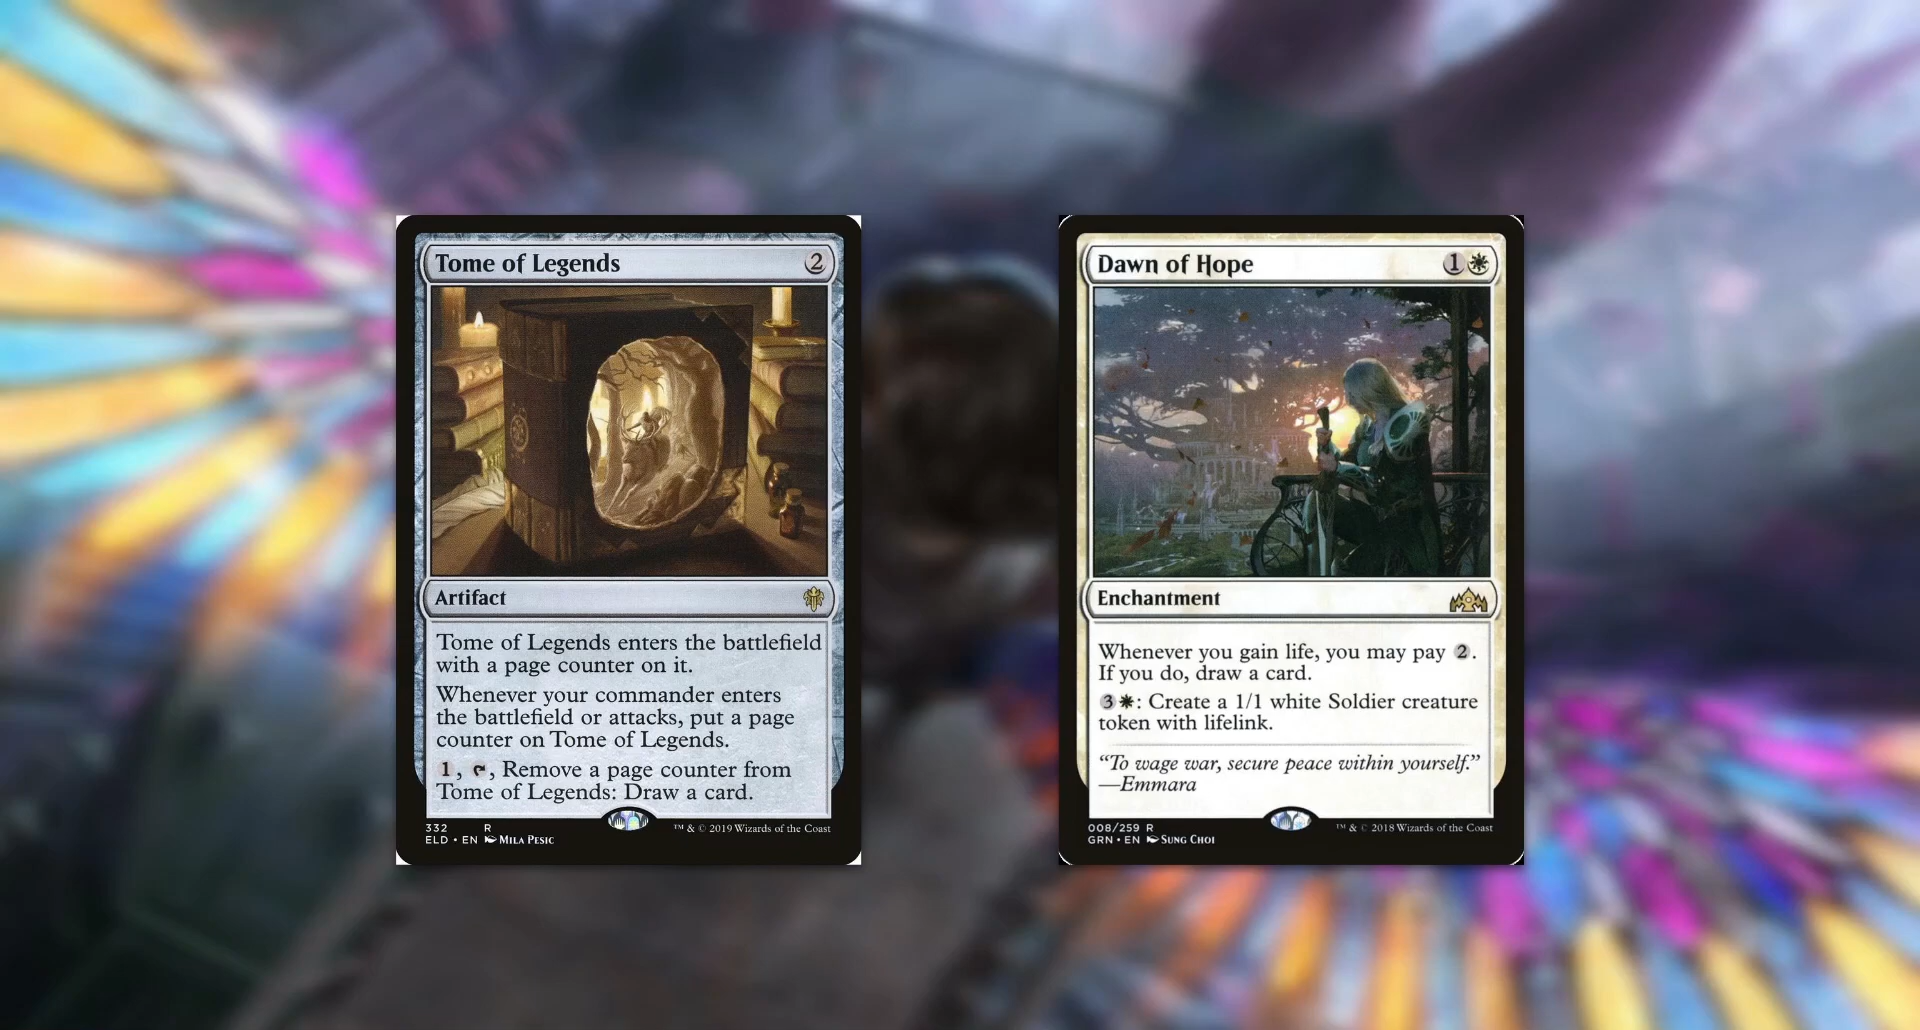 Tome of Legends 2
Artifact
Tome of Legends enters the battlefield
with a page counter on it.
Whenever your commander enters
the battlefield or attacks, put a page
counter on Tome of Legends.
1, , Remove a page counter from
Tome of Legends: Draw a card.
332 R
ELD • EN MILA PESIC
™ & © 2019 Wizards of the Coast
Dawn of Hope 1
Enchantment
Whenever you gain life, you may pay 2.
If you do, draw a card.
3 : Create a 1/1 white Soldier creature
token with lifelink.
“To wage war, secure peace within yourself.”
—Emmara
008/259 R
GRN • EN SUNG CHOI
™ & © 2018 Wizards of the Coast